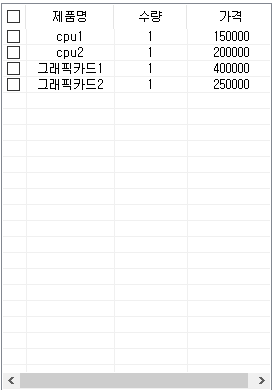 제품명 수량 가격
cpu1 1 150000
cpu2 1 200000
그래픽카드1 1 400000
그래픽카드2 1 250000